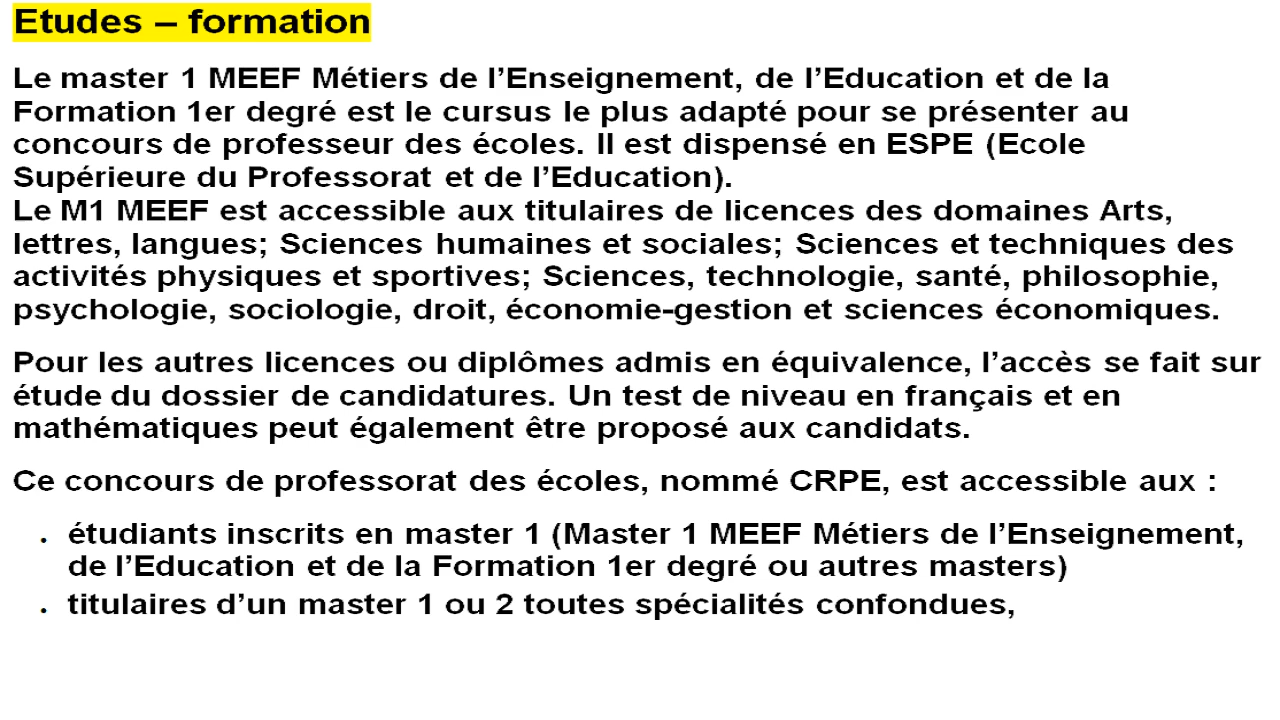 Etudes – formation
Le master 1 MEEF Métiers de l’Enseignement, de l’Education et de la
Formation 1er degré est le cursus le plus adapté pour se présenter au
concours de professeur des écoles. Il est dispensé en ESPE (Ecole
Supérieure du Professorat et de l’Education).
Le M1 MEEF est accessible aux titulaires de licences des domaines Arts,
lettres, langues; Sciences humaines et sociales; Sciences et techniques des
activités physiques et sportives; Sciences, technologie, santé, philosophie,
psychologie, sociologie, droit, économie-gestion et sciences économiques.
Pour les autres licences ou diplômes admis en équivalence, l’accès se fait sur
étude du dossier de candidatures. Un test de niveau en français et en
mathématiques peut également être proposé aux candidats.
Ce concours de professorat des écoles, nommé CRPE, est accessible aux :
• étudiants inscrits en master 1 (Master 1 MEEF Métiers de l’Enseignement,
de l’Education et de la Formation 1er degré ou autres masters)
• titulaires d’un master 1 ou 2 toutes spécialités confondues,